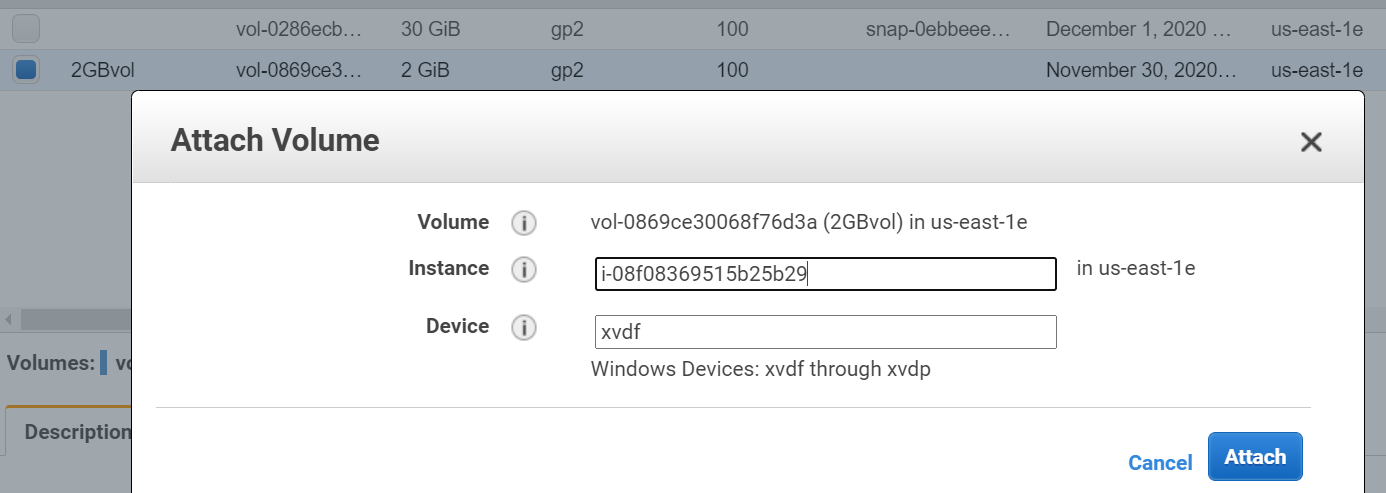 vol-0286ecb… 30 GiB gp2 100 snap-0ebbeee… December 1, 2020 … us-east-1e
2GBvol vol-0869ce3… 2 GiB gp2 100 November 30, 2020… us-east-1e
Attach Volume
Volume i vol-0869ce30068f76d3a (2GBvol) in us-east-1e
Instance i i-08f08369515b25b29 in us-east-1e
Device i xvdf
Windows Devices: xvdf through xvdp
Volumes: vo
Description
Cancel Attach